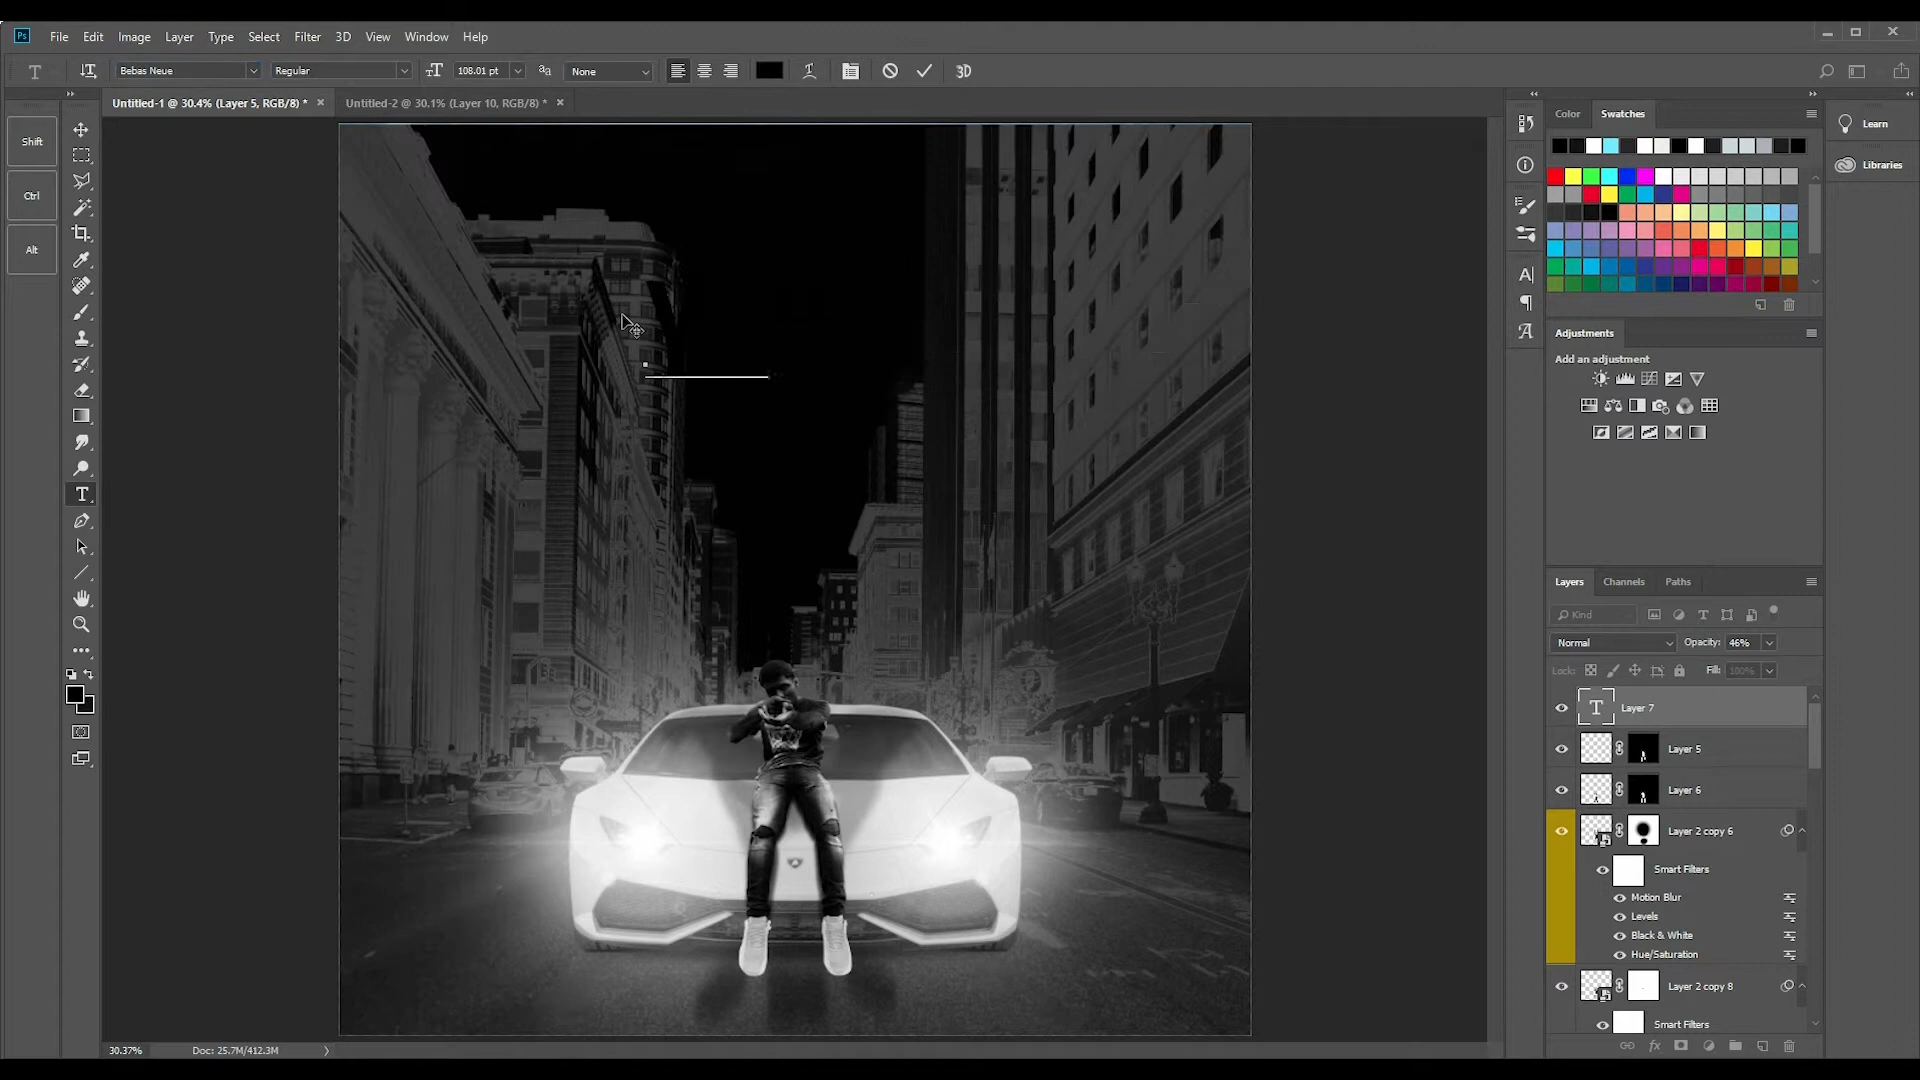 Ps File Edit Image Layer Type Select Filter 3D View Window Help
T Bebas Neue Regular 108.01 pt aa None 3D
Untitled-1 @ 30.4% (Layer 5, RGB/8) * × Untitled-2 @ 30.1% (Layer 10, RGB/8) * ×
Shift
Ctrl
Alt
Color Swatches
Learn
Libraries
Adjustments
Add an adjustment
Layers Channels Paths
Kind
Normal Opacity: 46%
Lock: Fill: 100%
T Layer 7
Layer 5
Layer 6
Layer 2 copy 6
Smart Filters
Motion Blur
Levels
Black & White
Hue/Saturation
Layer 2 copy 8
Smart Filters
fx
30.37% Doc: 25.7M/412.3M